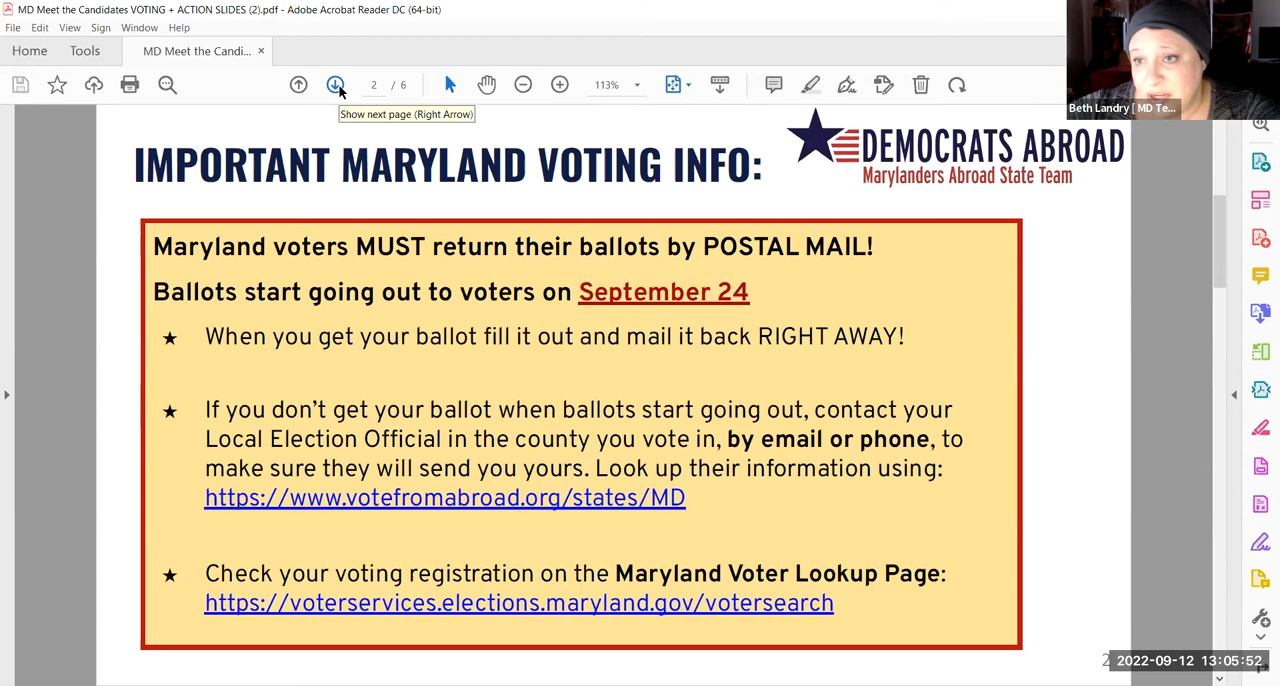 MD Meet the Candidates VOTING + ACTION SLIDES (2).pdf - Adobe Acrobat Reader DC (64-bit)
File Edit View Sign Window Help
Home Tools MD Meet the Candi... ×
2 / 6 113%
Show next page (Right Arrow)
Beth Landry [ MD Te...
IMPORTANT MARYLAND VOTING INFO:
DEMOCRATS ABROAD
Marylanders Abroad State Team
Maryland voters MUST return their ballots by POSTAL MAIL!
Ballots start going out to voters on September 24
★ When you get your ballot fill it out and mail it back RIGHT AWAY!
★ If you don't get your ballot when ballots start going out, contact your
Local Election Official in the county you vote in, by email or phone, to
make sure they will send you yours. Look up their information using:
https://www.votefromabroad.org/states/MD
★ Check your voting registration on the Maryland Voter Lookup Page:
https://voterservices.elections.maryland.gov/votersearch
2
2022-09-12 13:05:52